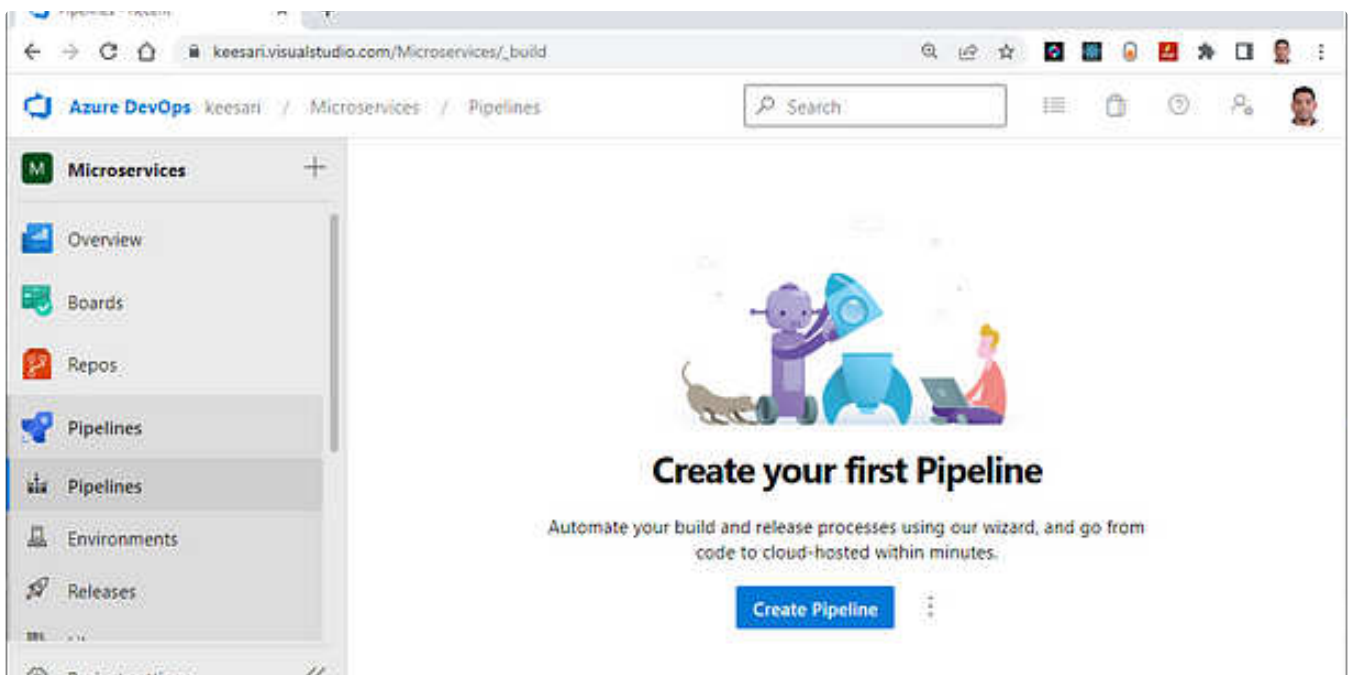 keesari.visualstudio.com/Microservices/_build
Azure DevOps keesari / Microservices / Pipelines
Search
M Microservices
Overview
Boards
Repos
Pipelines
Pipelines
Environments
Releases
Create your first Pipeline
Automate your build and release processes using our wizard, and go from
code to cloud-hosted within minutes.
Create Pipeline